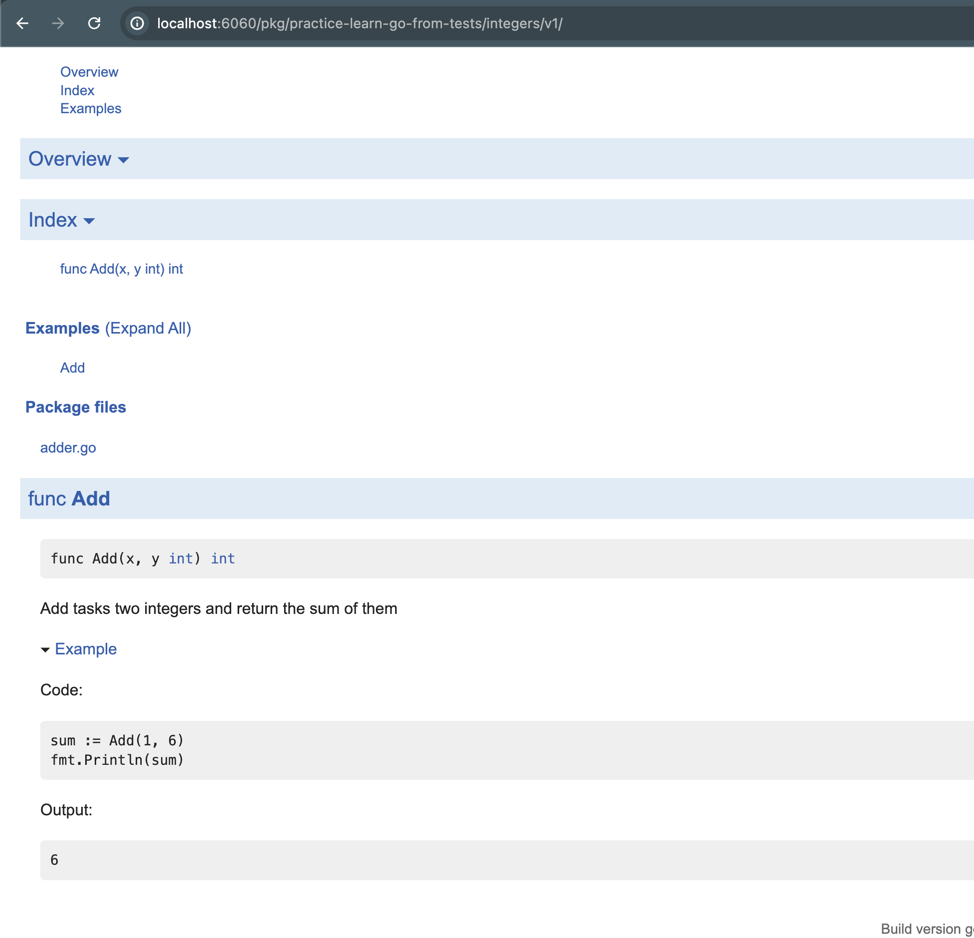 localhost:6060/pkg/practice-learn-go-from-tests/integers/v1/
Overview
Index
Examples
Overview
Index
func Add(x, y int) int
Examples (Expand All)
Add
Package files
adder.go
func Add
func Add(x, y int) int
Add tasks two integers and return the sum of them
Example
Code:
sum := Add(1, 6)
fmt.Println(sum)
Output:
6
Build version g